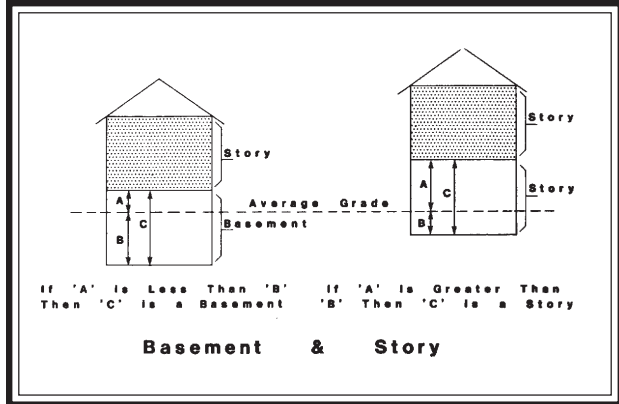 Story
A
C
Average Grade
B
Basement
Story
A
C
Story
B
If 'A' is Less Than 'B'
Then 'C' is a Basement
If 'A' is Greater Than
'B' Then 'C' is a Story
Basement & Story